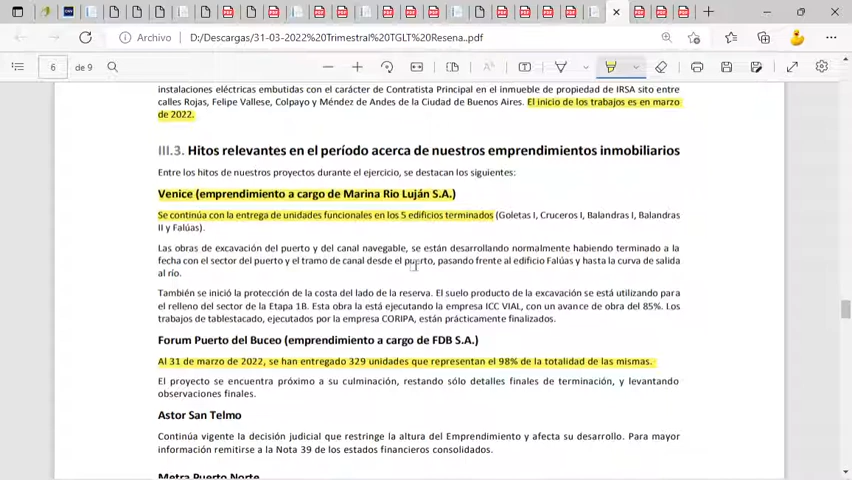 Archivo
D:/Descargas/31-03-2022%20Trimestral%20TGLT%20Resena..pdf
6 de 9
instalaciones eléctricas embutidas con el carácter de Contratista Principal en el inmueble de propiedad de IRSA sito entre
calles Rojas, Felipe Vallese, Colpayo y Méndez de Andes de la Ciudad de Buenos Aires. El inicio de los trabajos es en marzo
de 2022.
III.3. Hitos relevantes en el período acerca de nuestros emprendimientos inmobiliarios
Entre los hitos de nuestros proyectos durante el ejercicio, se destacan los siguientes:
Venice (emprendimiento a cargo de Marina Rio Luján S.A.)
Se continúa con la entrega de unidades funcionales en los 5 edificios terminados (Goletas I, Cruceros I, Balandras I, Balandras
II y Falúas).
Las obras de excavación del puerto y del canal navegable, se están desarrollando normalmente habiendo terminado a la
fecha con el sector del puerto y el tramo de canal desde el puerto, pasando frente al edificio Falúas y hasta la curva de salida
al río.
También se inició la protección de la costa del lado de la reserva. El suelo producto de la excavación se está utilizando para
el relleno del sector de la Etapa 1B. Esta obra la está ejecutando la empresa ICC VIAL, con un avance de obra del 85%. Los
trabajos de tablestacado, ejecutados por la empresa CORIPA, están prácticamente finalizados.
Forum Puerto del Buceo (emprendimiento a cargo de FDB S.A.)
Al 31 de marzo de 2022, se han entregado 329 unidades que representan el 98% de la totalidad de las mismas.
El proyecto se encuentra próximo a su culminación, restando sólo detalles finales de terminación, y levantando
observaciones finales.
Astor San Telmo
Continúa vigente la decisión judicial que restringe la altura del Emprendimiento y afecta su desarrollo. Para mayor
información remitirse a la Nota 39 de los estados financieros consolidados.
Metra Puerto Norte